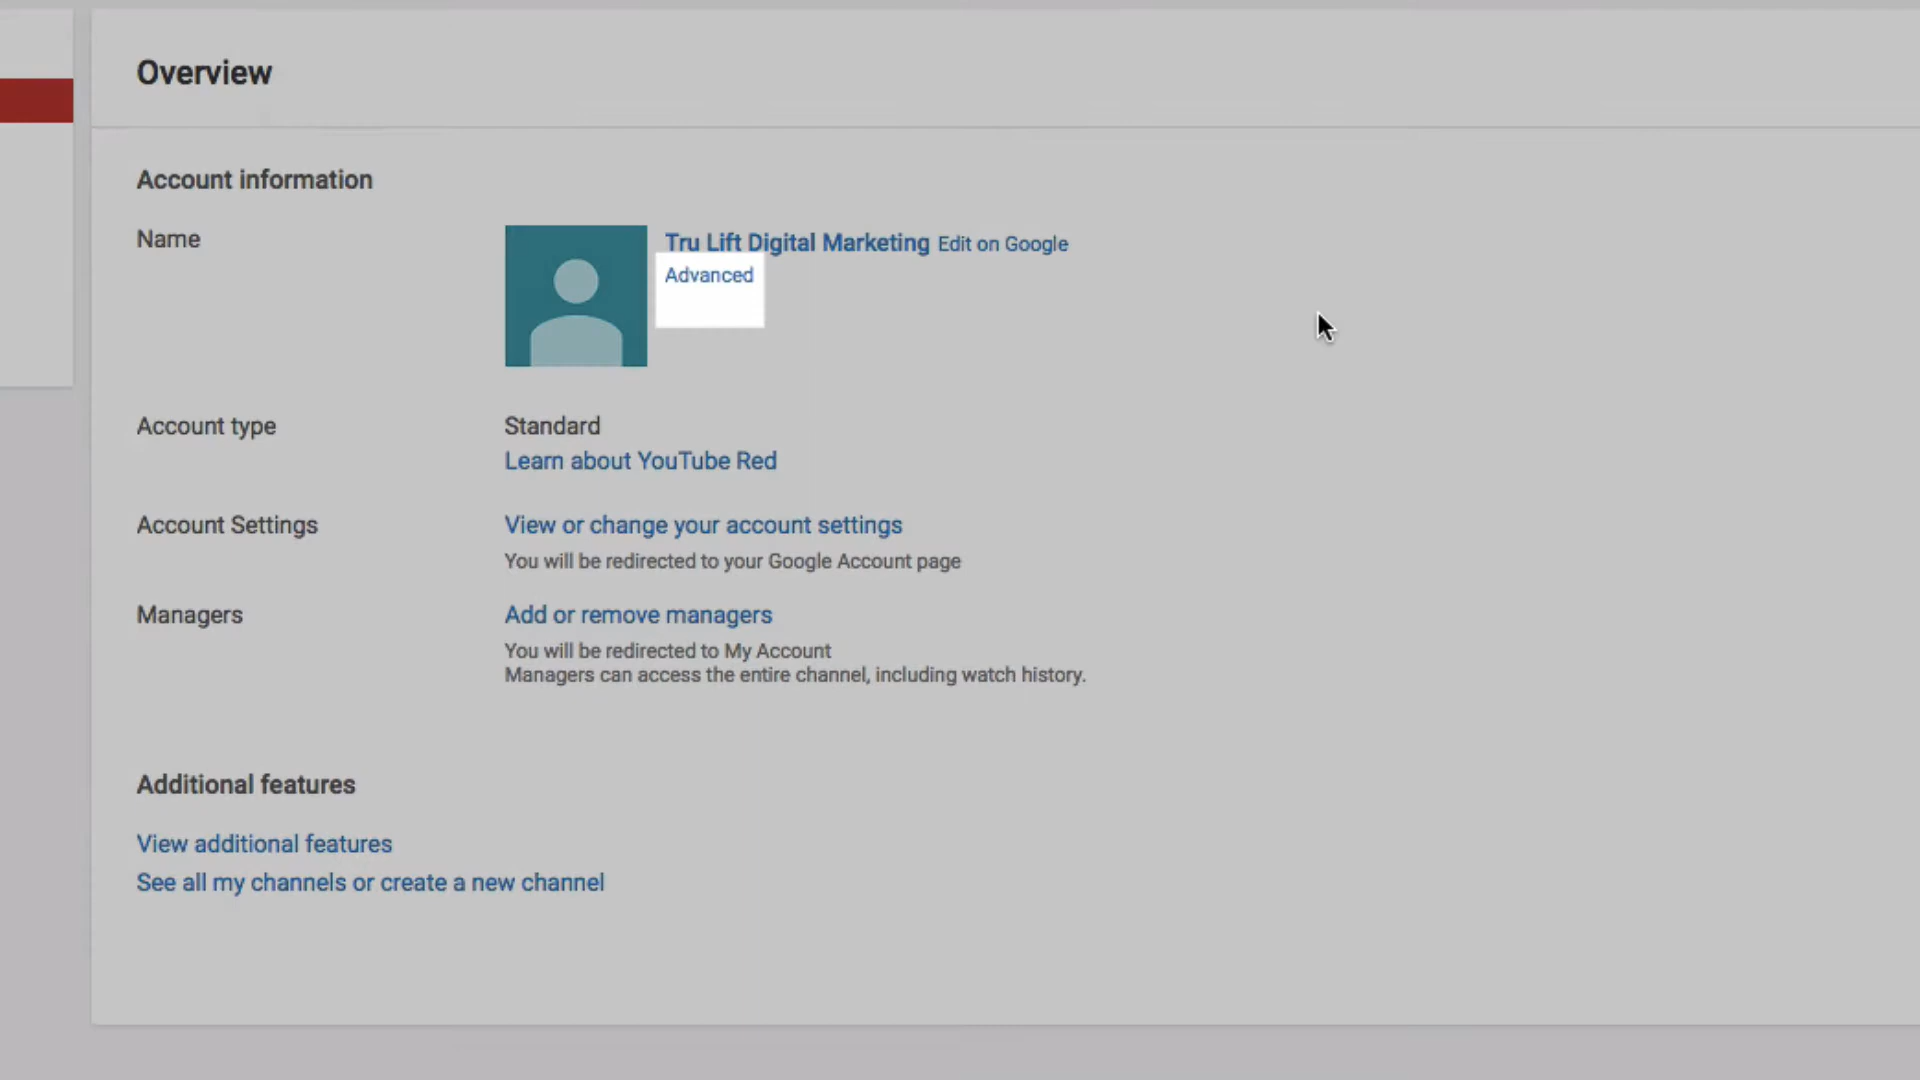 Overview
Account information
Name
Tru Lift Digital Marketing Edit on Google
Advanced
Account type
Standard
Learn about YouTube Red
Account Settings
View or change your account settings
You will be redirected to your Google Account page
Managers
Add or remove managers
You will be redirected to My Account
Managers can access the entire channel, including watch history.
Additional features
View additional features
See all my channels or create a new channel